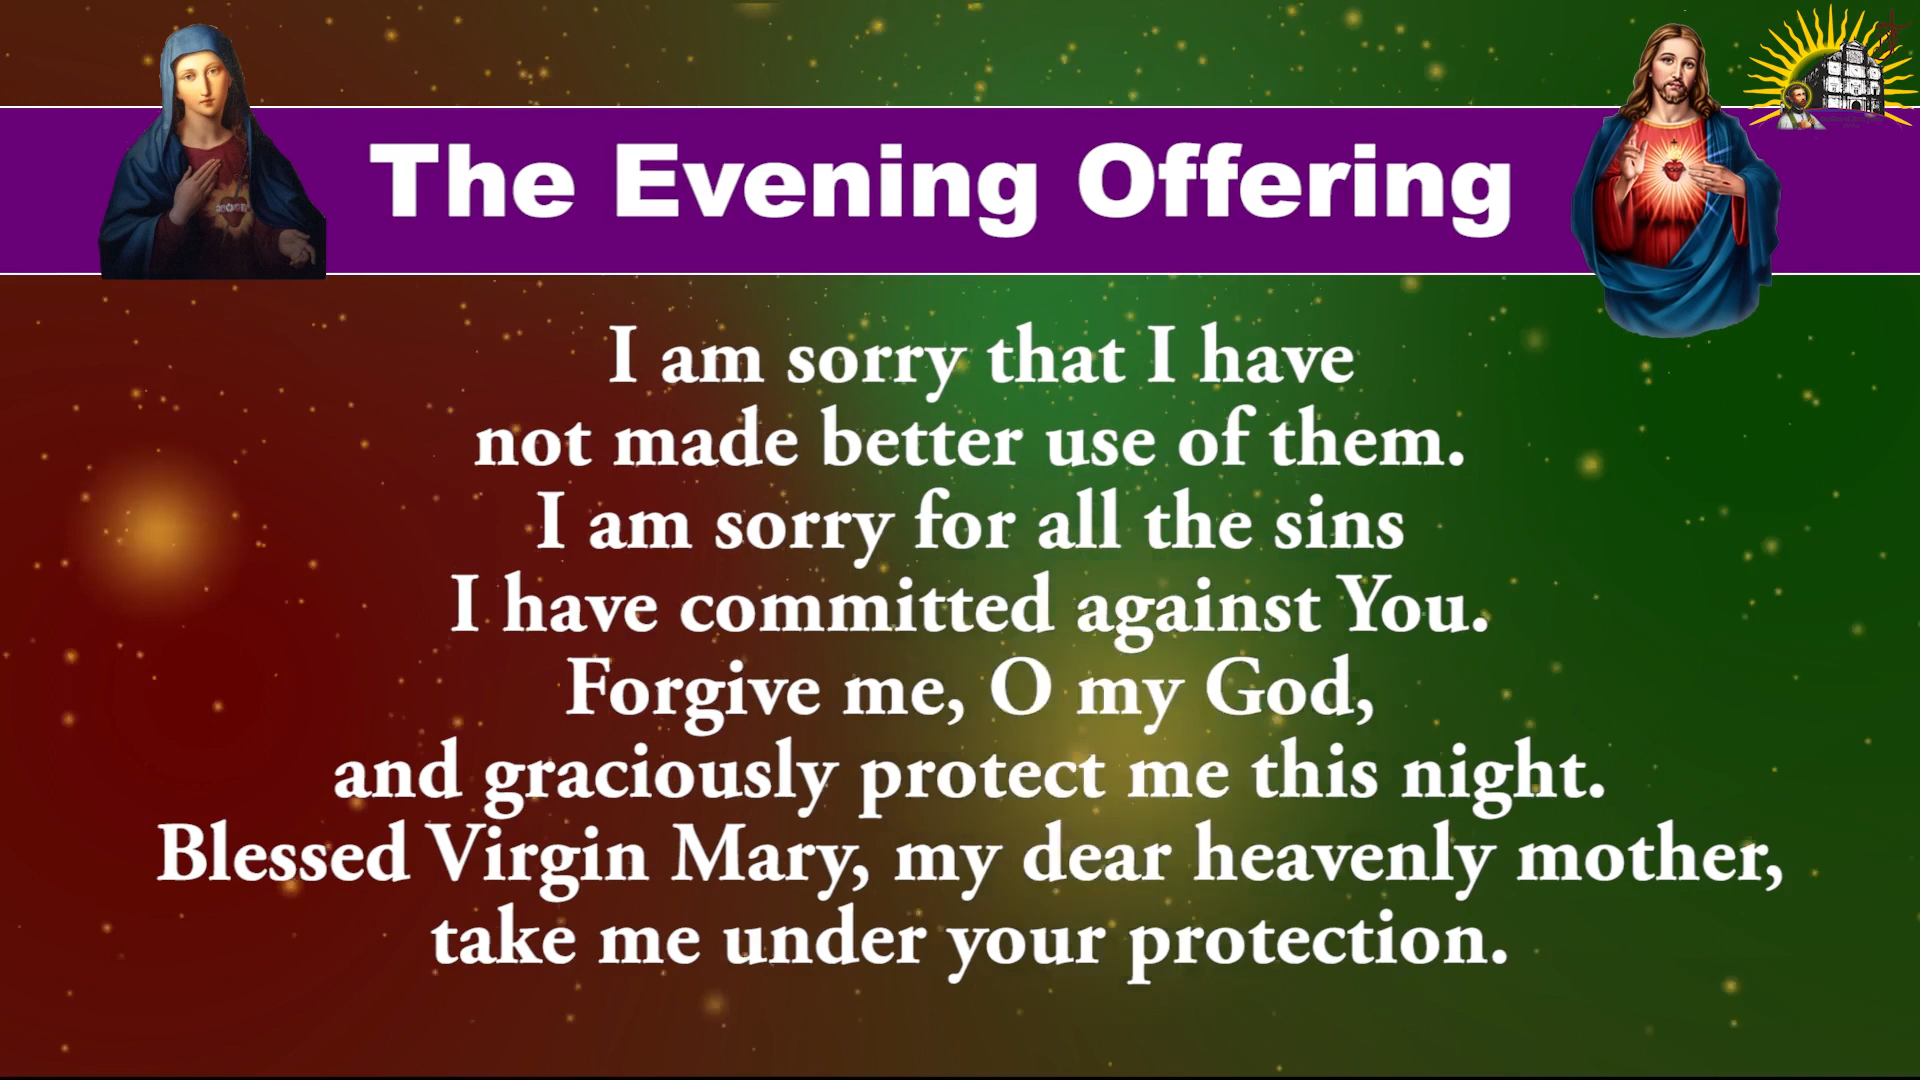 The Evening Offering
I am sorry that I have
not made better use of them.
I am sorry for all the sins
I have committed against You.
Forgive me, O my God,
and graciously protect me this night.
Blessed Virgin Mary, my dear heavenly mother,
take me under your protection.